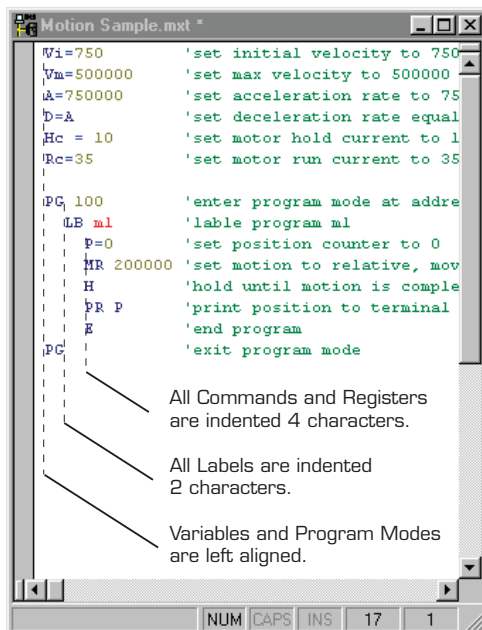 Motion Sample.mxt *
Vi=750 'set initial velocity to 750
Vm=500000 'set max velocity to 500000
A=750000 'set acceleration rate to 75
D=A 'set deceleration rate equal
Hc = 10 'set motor hold current to 1
Rc=35 'set motor run current to 35
PG 100 'enter program mode at addre
LB m1 'lable program m1
P=0 'set position counter to 0
MR 200000 'set motion to relative, mov
H 'hold until motion is comple
PR P 'print position to terminal
E 'end program
PG 'exit program mode
All Commands and Registers
are indented 4 characters.
All Labels are indented
2 characters.
Variables and Program Modes
are left aligned.
NUM CAPS INS 17 1